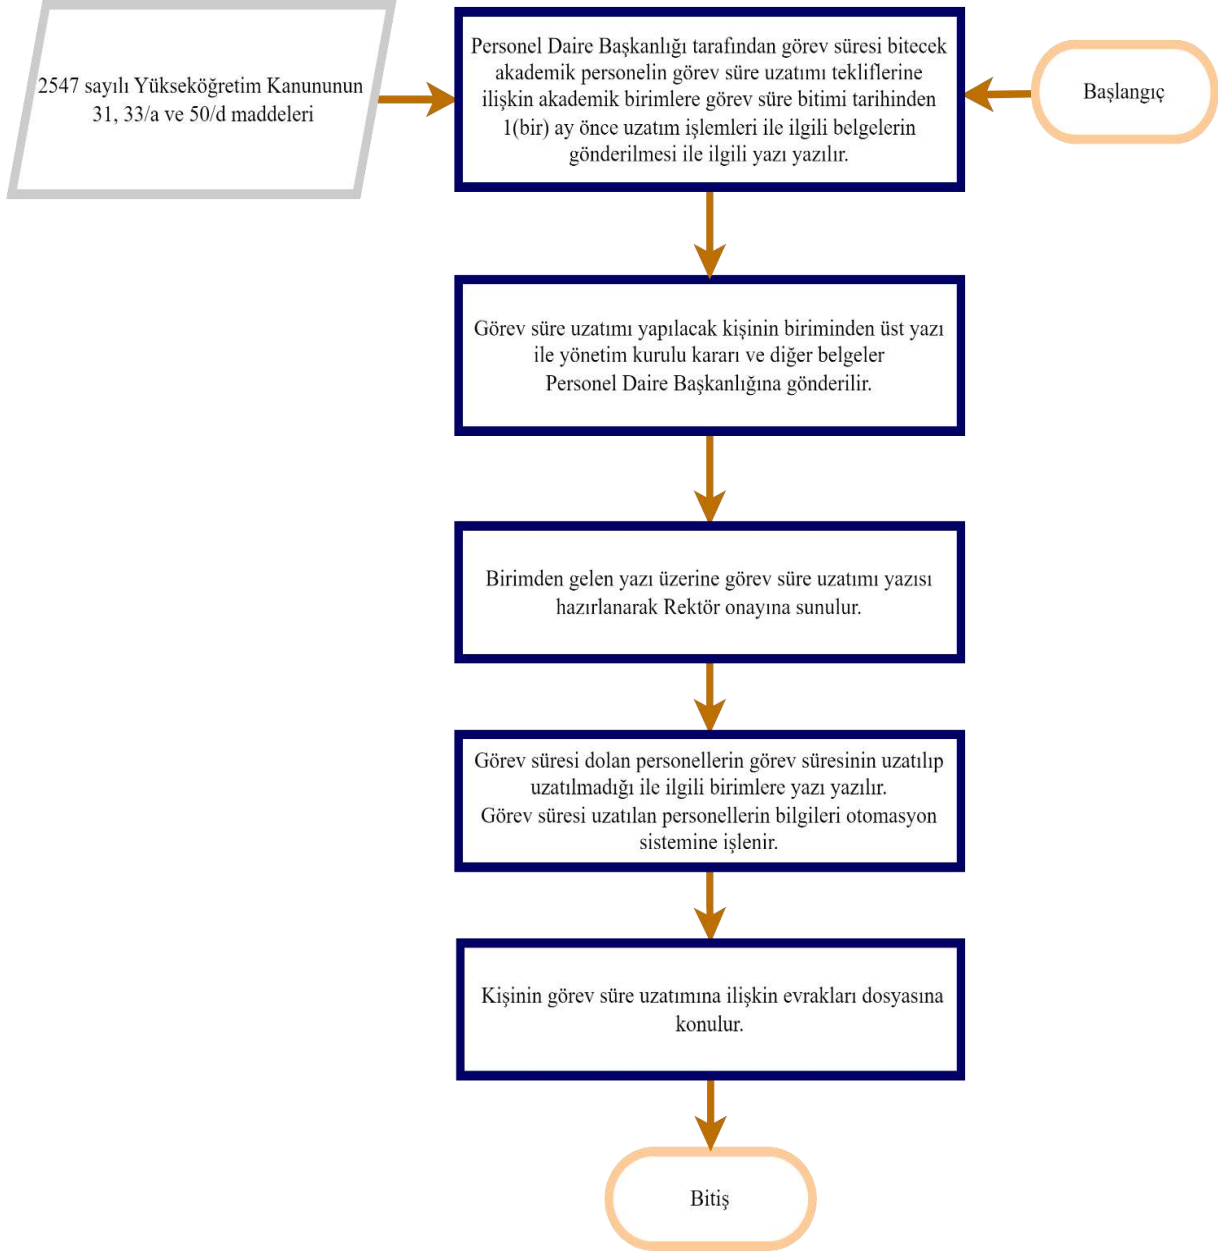 2547 sayılı Yükseköğretim Kanununun
31, 33/a ve 50/d maddeleri
Personel Daire Başkanlığı tarafından görev süresi bitecek
akademik personelin görev süre uzatımı tekliflerine
ilişkin akademik birimlere görev süre bitimi tarihinden
1(bir) ay önce uzatım işlemleri ile ilgili belgelerin
gönderilmesi ile ilgili yazı yazılır.
Başlangıç
Görev süre uzatımı yapılacak kişinin biriminden üst yazı
ile yönetim kurulu kararı ve diğer belgeler
Personel Daire Başkanlığına gönderilir.
Birimden gelen yazı üzerine görev süre uzatımı yazısı
hazırlanarak Rektör onayına sunulur.
Görev süresi dolan personellerin görev süresinin uzatılıp
uzatılmadığı ile ilgili birimlere yazı yazılır.
Görev süresi uzatılan personellerin bilgileri otomasyon
sistemine işlenir.
Kişinin görev süre uzatımına ilişkin evrakları dosyasına
konulur.
Bitiş